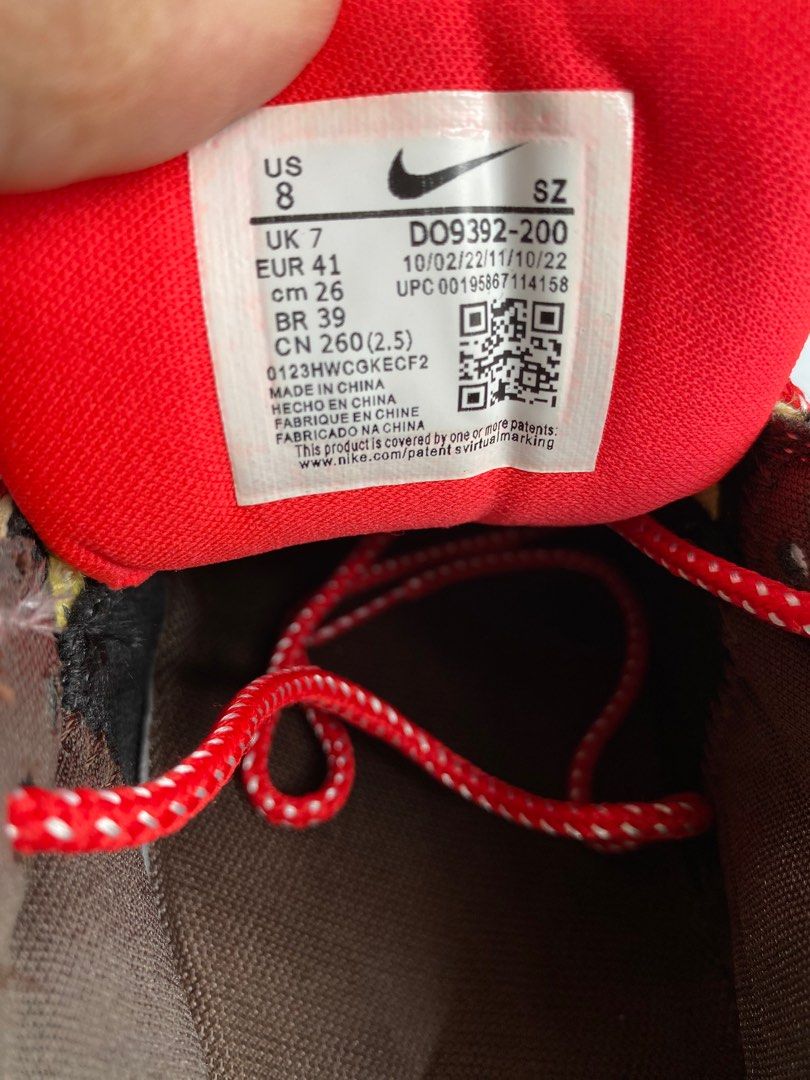 US
8
SZ
UK 7 DO9392-200
EUR 41 10/02/22/11/10/22
cm 26 UPC 00195867114158
BR 39
CN 260(2.5)
0123HWCGKECF2
MADE IN CHINA
HECHO EN CHINA
FABRIQUE EN CHINE
FABRICADO NA CHINA
This product is covered by one or more patents:
www.nike.com/patentsvirtualmarking